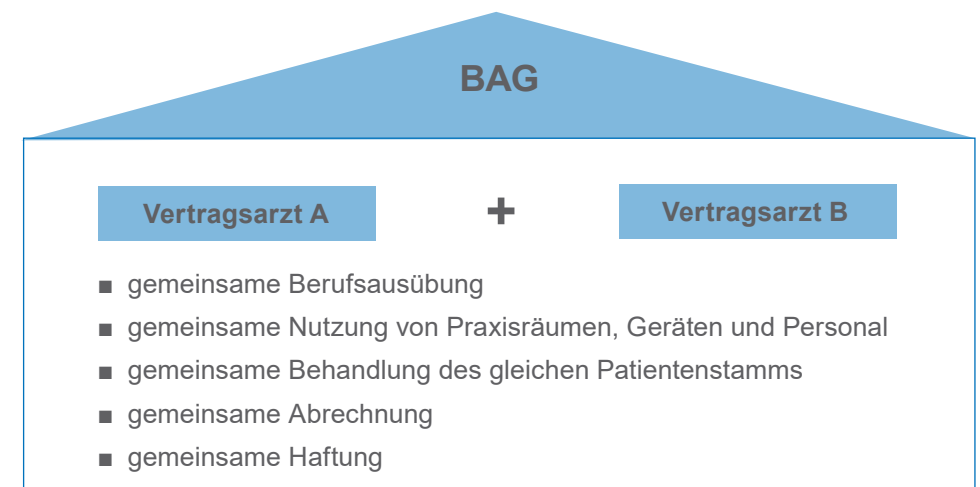 BAG
Vertragsarzt A + Vertragsarzt B
■ gemeinsame Berufsausübung
■ gemeinsame Nutzung von Praxisräumen, Geräten und Personal
■ gemeinsame Behandlung des gleichen Patientenstamms
■ gemeinsame Abrechnung
■ gemeinsame Haftung